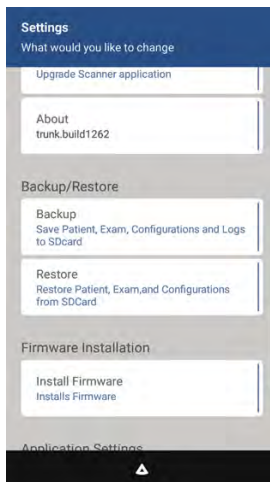 Settings
What would you like to change
Upgrade Scanner application
About
trunk.build1262
Backup/Restore
Backup
Save Patient, Exam, Configurations and Logs
to SDcard
Restore
Restore Patient, Exam,and Configurations
from SDCard
Firmware Installation
Install Firmware
Installs Firmware
Application Settings